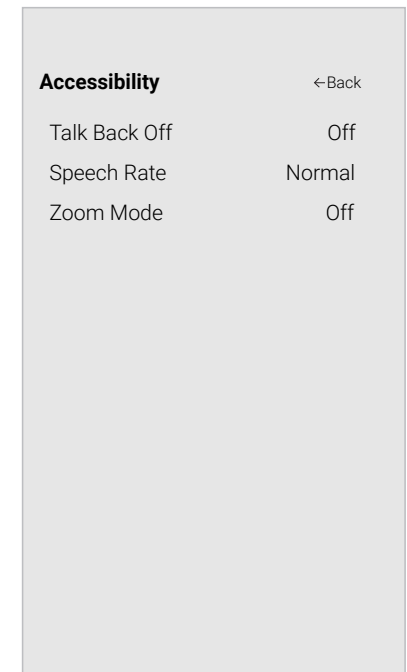 Accessibility ←Back
Talk Back Off Off
Speech Rate Normal
Zoom Mode Off